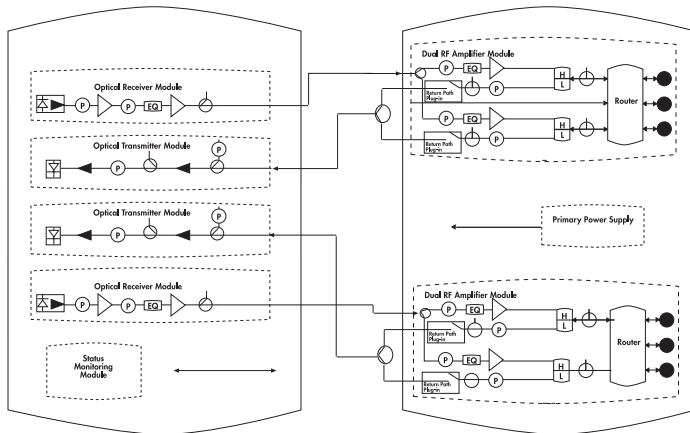 Optical Receiver Module
P
P
EQ
Optical Transmitter Module
P
P
Optical Transmitter Module
P
P
Optical Receiver Module
P
P
EQ
Status
Monitoring
Module
Dual RF Amplifier Module
P
EQ
H
L
Return Path
Plug-in
P
Router
P
EQ
H
L
Return Path
Plug-in
P
Primary Power Supply
Dual RF Amplifier Module
P
EQ
H
L
Return Path
Plug-in
P
Router
P
EQ
H
L
Return Path
Plug-in
P